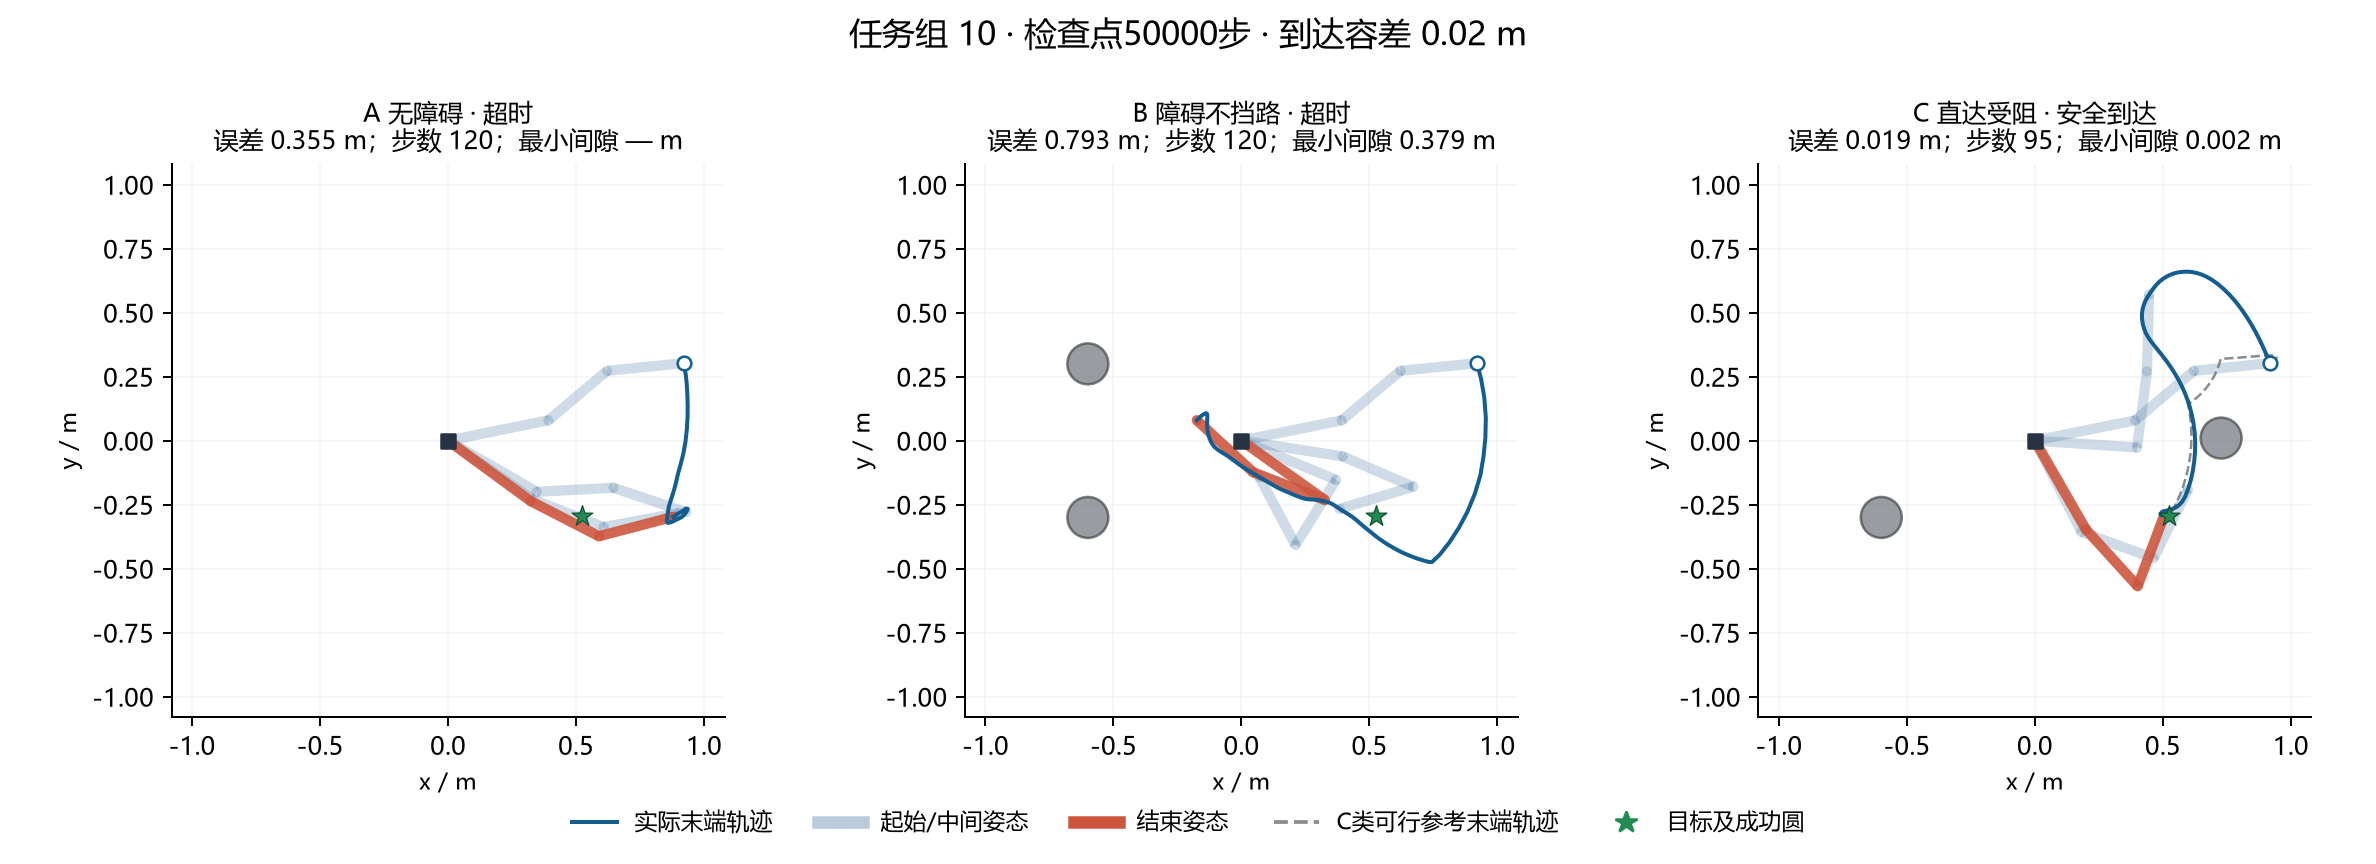 任务组 10 · 检查点50000步 · 到达容差 0.02 m
A 无障碍 · 超时
误差 0.355 m；步数 120；最小间隙 — m
B 障碍不挡路 · 超时
误差 0.793 m；步数 120；最小间隙 0.379 m
C 直达受阻 · 安全到达
误差 0.019 m；步数 95；最小间隙 0.002 m
1.00
0.75
0.50
0.25
0.00
-0.25
-0.50
-0.75
-1.00
y / m
-1.0 -0.5 0.0 0.5 1.0
x / m
1.00
0.75
0.50
0.25
0.00
-0.25
-0.50
-0.75
-1.00
y / m
-1.0 -0.5 0.0 0.5 1.0
x / m
1.00
0.75
0.50
0.25
0.00
-0.25
-0.50
-0.75
-1.00
y / m
-1.0 -0.5 0.0 0.5 1.0
x / m
实际末端轨迹 起始/中间姿态 结束姿态 C类可行参考末端轨迹 目标及成功圆